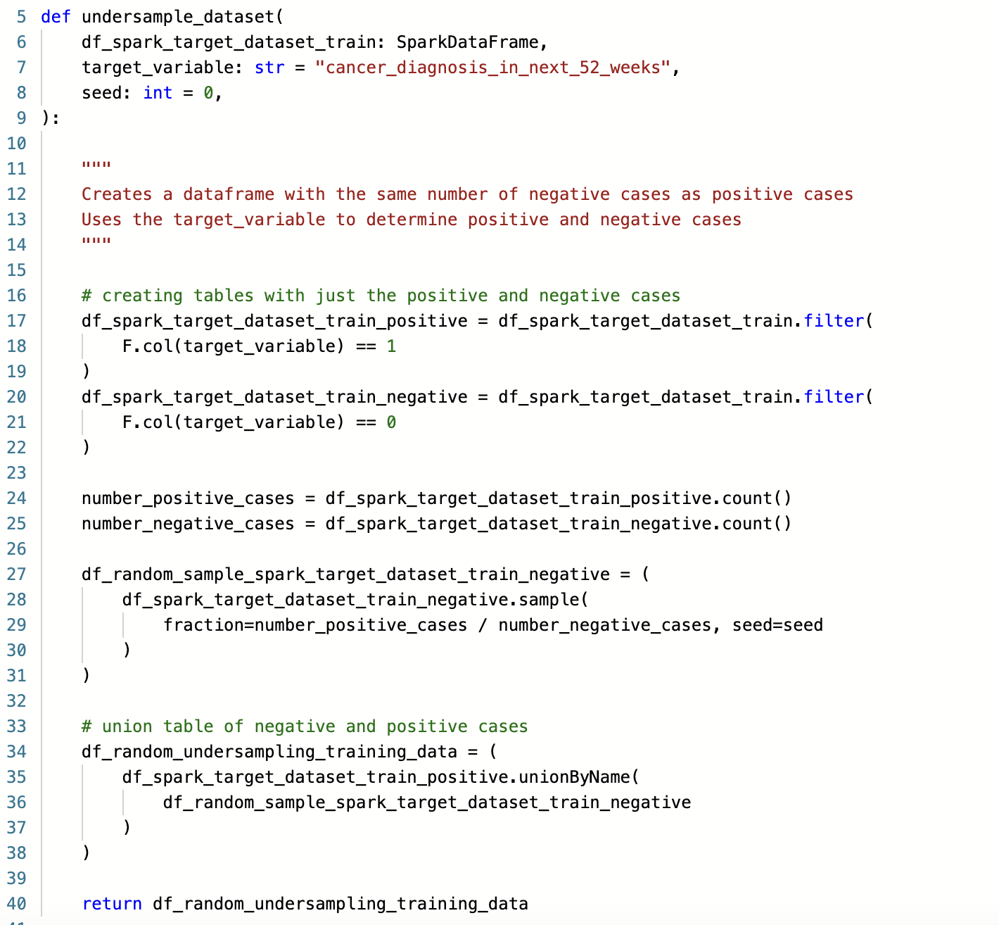 5 def undersample_dataset(
6     df_spark_target_dataset_train: SparkDataFrame,
7     target_variable: str = "cancer_diagnosis_in_next_52_weeks",
8     seed: int = 0,
9 ):
10
11     """
12     Creates a dataframe with the same number of negative cases as positive cases
13     Uses the target_variable to determine positive and negative cases
14     """
15
16     # creating tables with just the positive and negative cases
17     df_spark_target_dataset_train_positive = df_spark_target_dataset_train.filter(
18         F.col(target_variable) == 1
19     )
20     df_spark_target_dataset_train_negative = df_spark_target_dataset_train.filter(
21         F.col(target_variable) == 0
22     )
23
24     number_positive_cases = df_spark_target_dataset_train_positive.count()
25     number_negative_cases = df_spark_target_dataset_train_negative.count()
26
27     df_random_sample_spark_target_dataset_train_negative = (
28         df_spark_target_dataset_train_negative.sample(
29             fraction=number_positive_cases / number_negative_cases, seed=seed
30         )
31     )
32
33     # union table of negative and positive cases
34     df_random_undersampling_training_data = (
35         df_spark_target_dataset_train_positive.unionByName(
36             df_random_sample_spark_target_dataset_train_negative
37         )
38     )
39
40     return df_random_undersampling_training_data